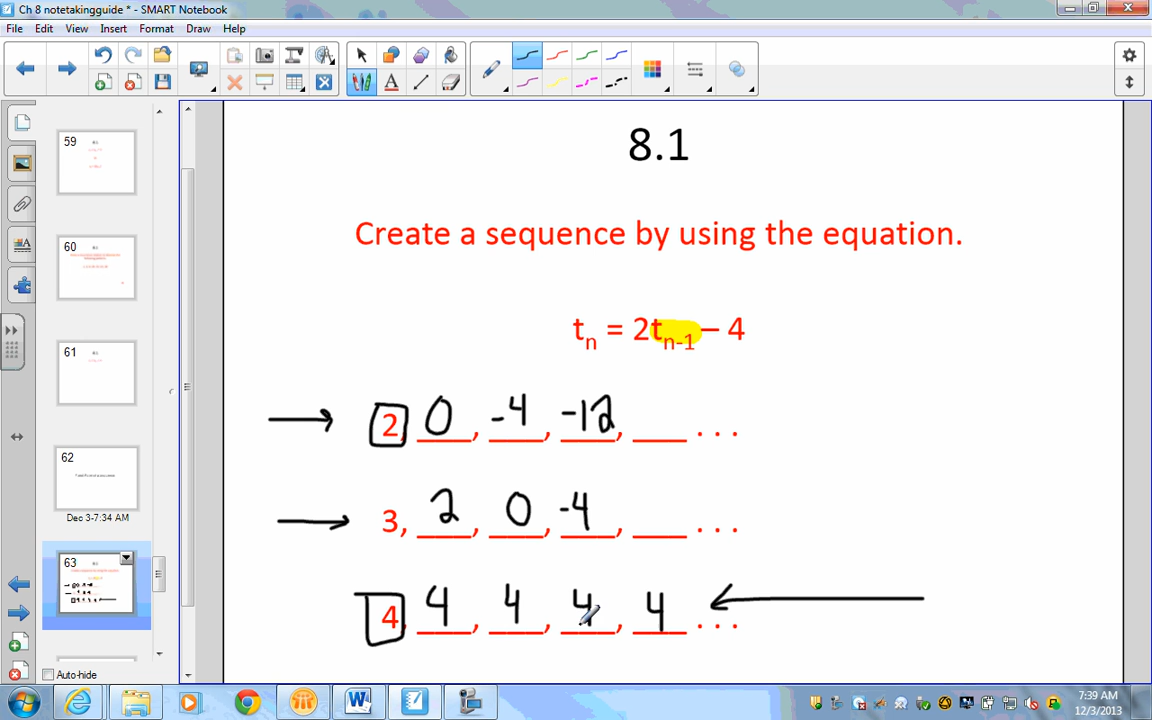 Ch 8 notetakingguide * - SMART Notebook
File Edit View Insert Format Draw Help
8.1
Create a sequence by using the equation.
tn = 2tn-1 – 4
2, 0, -4, -12, ___ . . .
3, 2, 0, -4, ___ . . .
4, 4, 4, 4, 4 . . .
59
60
61
62
Dec 3-7:34 AM
63
Auto-hide
7:39 AM
12/3/2013